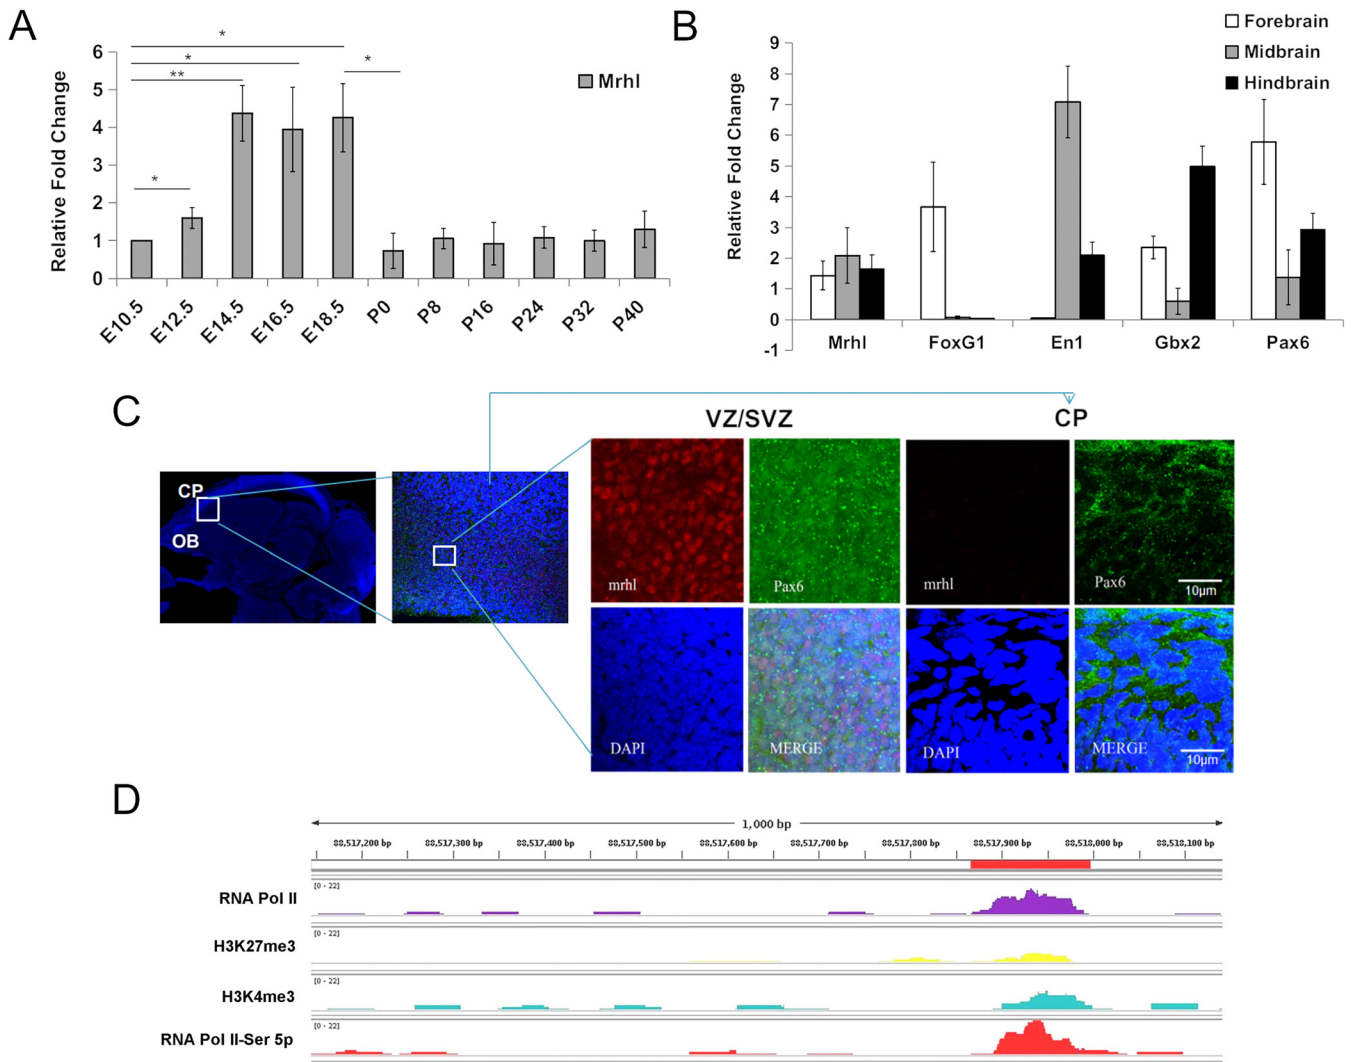 A
Relative Fold Change
6
5
4
3
2
1
0
*
*
**
*
*
Mrhl
E10.5 E12.5 E14.5 E16.5 E18.5 P0 P8 P16 P24 P32 P40
B
Forebrain
Midbrain
Hindbrain
Relative Fold Change
9
8
7
6
5
4
3
2
1
0
-1
Mrhl FoxG1 En1 Gbx2 Pax6
C
VZ/SVZ CP
CP
OB
mrhl Pax6 mrhl Pax6
10µm
DAPI MERGE DAPI MERGE
10µm
D
1,000 bp
88,517,200 bp 88,517,300 bp 88,517,400 bp 88,517,500 bp 88,517,600 bp 88,517,700 bp 88,517,800 bp 88,517,900 bp 88,518,000 bp 88,518,100 bp
RNA Pol II [0 - 22]
H3K27me3 [0 - 22]
H3K4me3 [0 - 22]
RNA Pol II-Ser 5p [0 - 22]